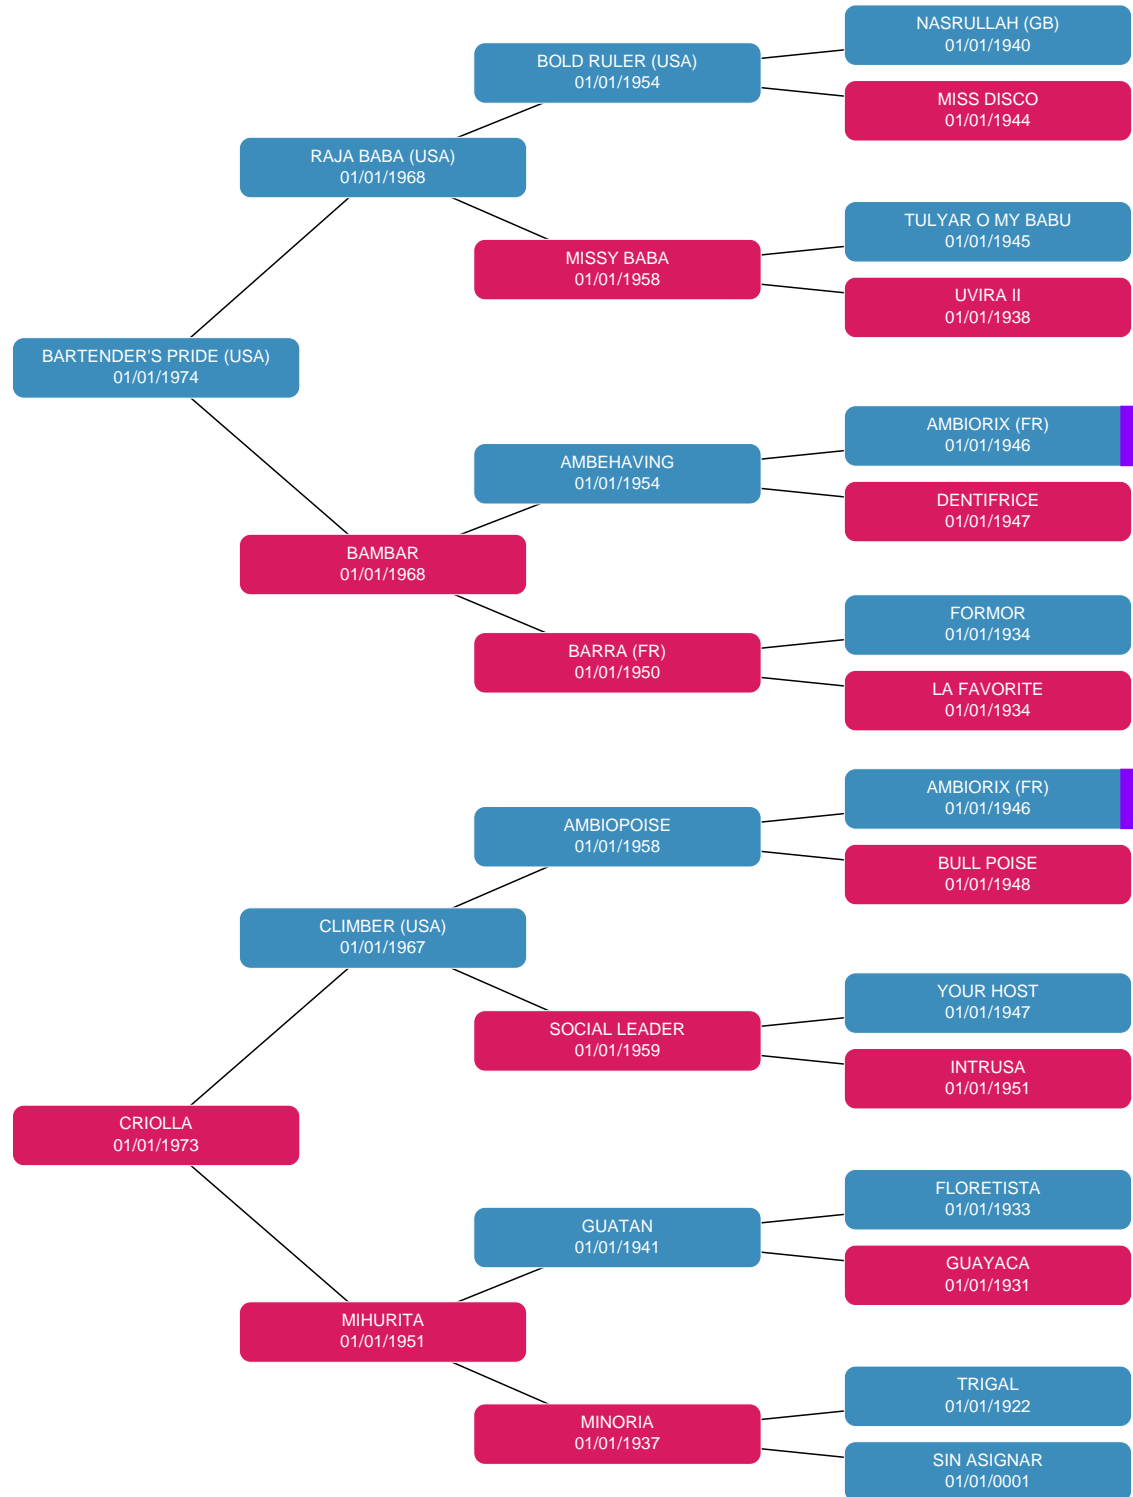 NASRULLAH (GB)
01/01/1940
BOLD RULER (USA)
01/01/1954
MISS DISCO
01/01/1944
RAJA BABA (USA)
01/01/1968
TULYAR O MY BABU
01/01/1945
MISSY BABA
01/01/1958
UVIRA II
01/01/1938
BARTENDER'S PRIDE (USA)
01/01/1974
AMBIORIX (FR)
01/01/1946
AMBEHAVING
01/01/1954
DENTIFRICE
01/01/1947
BAMBAR
01/01/1968
FORMOR
01/01/1934
BARRA (FR)
01/01/1950
LA FAVORITE
01/01/1934
AMBIORIX (FR)
01/01/1946
AMBIOPOISE
01/01/1958
BULL POISE
01/01/1948
CLIMBER (USA)
01/01/1967
YOUR HOST
01/01/1947
SOCIAL LEADER
01/01/1959
INTRUSA
01/01/1951
CRIOLLA
01/01/1973
FLORETISTA
01/01/1933
GUATAN
01/01/1941
GUAYACA
01/01/1931
MIHURITA
01/01/1951
TRIGAL
01/01/1922
MINORIA
01/01/1937
SIN ASIGNAR
01/01/0001